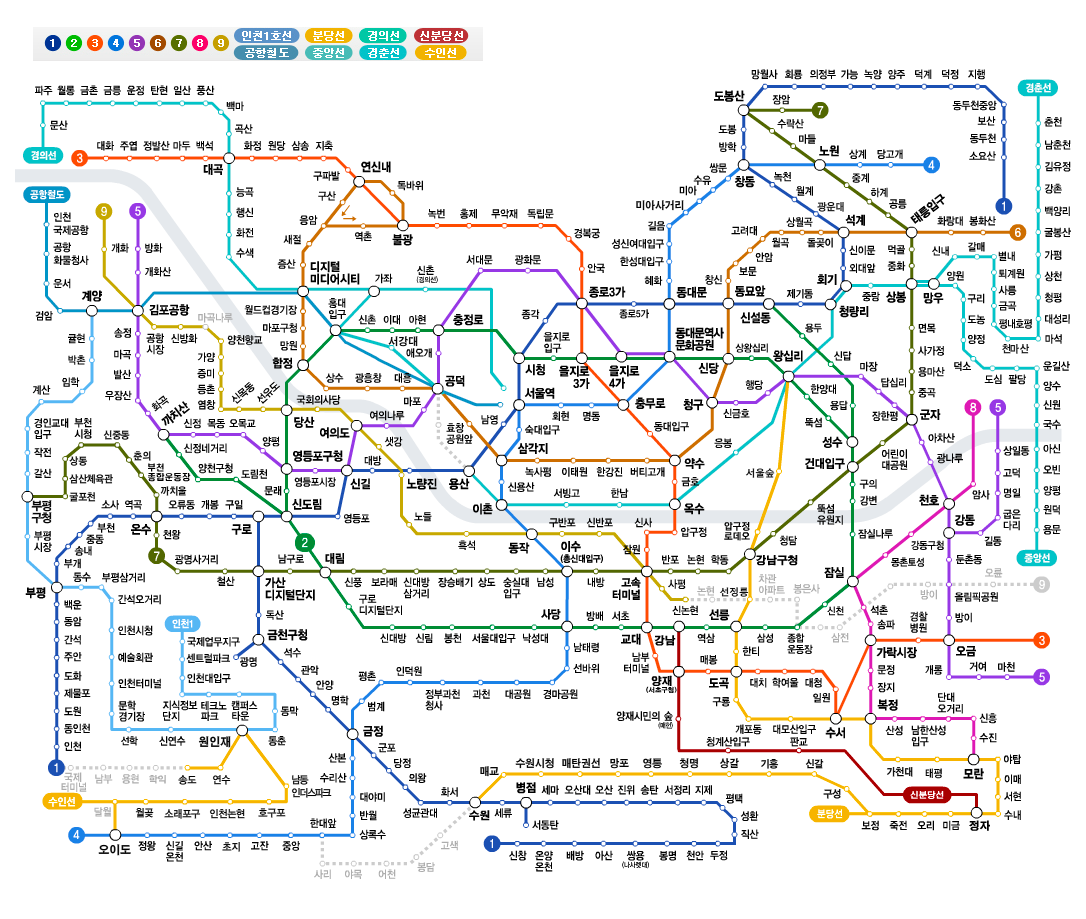 1 2 3 4 5 6 7 8 9
인천1호선 분당선 경의선 신분당선
공항철도 중앙선 경춘선 수인선
파주 월롱 금촌 금릉 운정 탄현 일산 풍산
백마
문산
곡산
경의선
3
대화 주엽 정발산 마두 백석
대곡
화정 원당 삼송 지축
능곡
행신
화전
수색
구파발
연신내
독바위
구산
응암
역촌
불광
녹번 홍제 무악재 독립문
경복궁
안국
새절
증산
디지털
미디어시티
가좌
신촌
(경의선)
서대문
광화문
공항철도
9
5
인천
국제공항
공항
화물청사
운서
개화
방화
개화산
계양
검암
김포공항
귤현
박촌
임학
계산
경인교대
입구
작전
갈산
부평
구청
부평
시장
부평
송정
마곡
발산
우장산
화곡
까치산
공항
시장
신방화
마곡나루
양천향교
가양
증미
등촌
염창
신목동
선유도
월드컵경기장
마포구청
망원
합정
홍대
입구
신촌 이대 아현
충정로
서강대
애오개
상수 광흥창 대흥
공덕
국회의사당
당산
여의도
여의나루
마포
효창
공원앞
남영
신정 목동 오목교
양평
신정네거리
양천구청
도림천
영등포구청
영등포시장
문래
신도림
샛강
대방
신길
영등포
노량진
용산
노들
흑석
부천
시청
신중동
상동
춘의
삼산체육관
굴포천
부천
종합운동장
까치울
온수
소사 역곡
오류동 개봉 구일
구로
천왕
7
광명사거리
철산
부천
중동
송내
부개
동수
부평삼거리
간석오거리
인천시청
예술회관
인천터미널
문학
경기장
선학
신연수
원인재
동춘
동막
캠퍼스
타운
테크노
파크
지식정보
단지
인천대입구
센트럴파크
국제업무지구
인천1
백운
동암
간석
주안
도화
제물포
도원
동인천
인천
1
국제
터미널
남부
용현
학익
송도
연수
남동
인더스파크
호구포
인천논현
소래포구
월곶
달월
수인선
4
오이도
정왕
신길
온천
안산
초지
고잔
중앙
한대앞
상록수
반월
대야미
수리산
산본
금정
사리
야목
어천
봉담
고색
2
남구로
대림
가산
디지털단지
독산
금천구청
광명
석수
관악
안양
명학
군포
당정
의왕
성균관대
화서
수원
세류
병점
서동탄
세마 오산대 오산 진위 송탄 서정리 지제
평택
성환
직산
두정
천안
봉명
쌍용
(나사렛대)
아산
배방
온양
온천
신창
1
신풍 보라매
신대방
삼거리
장승배기 상도
숭실대
입구
남성
구로
디지털단지
신대방 신림 봉천 서울대입구 낙성대
이수
(총신대입구)
내방
사당
방배 서초
남태령
선바위
경마공원
대공원
과천
정부과천
청사
인덕원
평촌
범계
망월사 회룡 의정부 가능 녹양 양주 덕계 덕정 지행
동두천중앙
보산
동두천
소요산
1
도봉산
장암
7
도봉
방학
수락산
마들
창동
노원
상계 당고개
4
쌍문
수유
미아
미아사거리
길음
성신여대입구
한성대입구
혜화
녹천
월계
광운대
중계
하계
공릉
석계
태릉입구
화랑대 봉화산
6
고려대
월곡
상월곡
돌곶이
안암
보문
창신
신이문
외대앞
회기
먹골
중화
상봉
망우
중랑
신내
갈매
별내
퇴계원
사릉
금곡
평내호평
천마산
마석
양원
구리
도농
양정
덕소
도심
팔당
경춘선
춘천
남춘천
김유정
강촌
백양리
굴봉산
가평
상천
청평
대성리
운길산
양수
신원
국수
아신
오빈
양평
원덕
용문
중앙선
종로3가
종로5가
동대문
동묘앞
신설동
제기동
청량리
종각
을지로
입구
시청
을지로
3가
을지로
4가
동대문역사
문화공원
신당
상왕십리
왕십리
용두
신답
한양대
용답
뚝섬
성수
건대입구
서울역
숙대입구
회현
명동
충무로
동대입구
청구
신금호
행당
응봉
서울숲
마장
답십리
장한평
군자
면목
사가정
용마산
중곡
어린이
대공원
뚝섬
유원지
청담
구의
강변
잠실나루
아차산
광나루
천호
강동
8
5
암사
상일동
고덕
명일
굽은
다리
길동
강동구청
몽촌토성
둔촌동
삼각지
녹사평 이태원 한강진 버티고개
약수
금호
옥수
신용산
이촌
서빙고
한남
동작
구반포
신반포
신사
압구정
잠원
고속
터미널
반포 논현 학동
강남구청
압구정
로데오
사평
신논현
논현
선정릉
차관
아파트
봉은사
삼전
방이
오륜
9
교대
강남
역삼
선릉
삼성
종합
운동장
신천
잠실
석촌
송파
가락시장
경찰
병원
오금
올림픽공원
방이
3
개롱
거여 마천
5
남부
터미널
양재
(서초구청)
매봉
도곡
한티
대치 학여울 대청
일원
수서
구룡
개포동
대모산입구
문정
장지
복정
산성
남한산성
입구
단대
오거리
신흥
수진
모란
가천대
태평
야탑
이매
서현
수내
정자
미금
오리
죽전
보정
분당선
신분당선
양재시민의 숲
(매헌)
청계산입구
판교
구성
신갈
기흥
상갈
청명
영통
망포
매탄권선
수원시청
매교